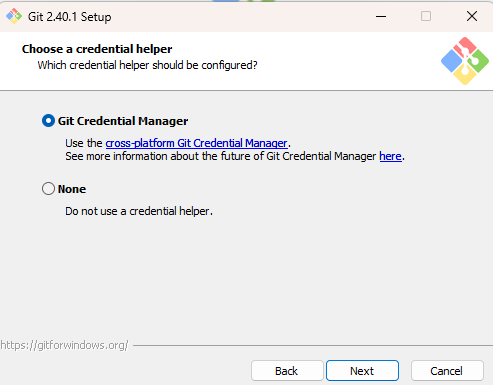 Git 2.40.1 Setup
Choose a credential helper
Which credential helper should be configured?
Git Credential Manager
Use the cross-platform Git Credential Manager.
See more information about the future of Git Credential Manager here.
None
Do not use a credential helper.
https://gitforwindows.org/
Back Next Cancel